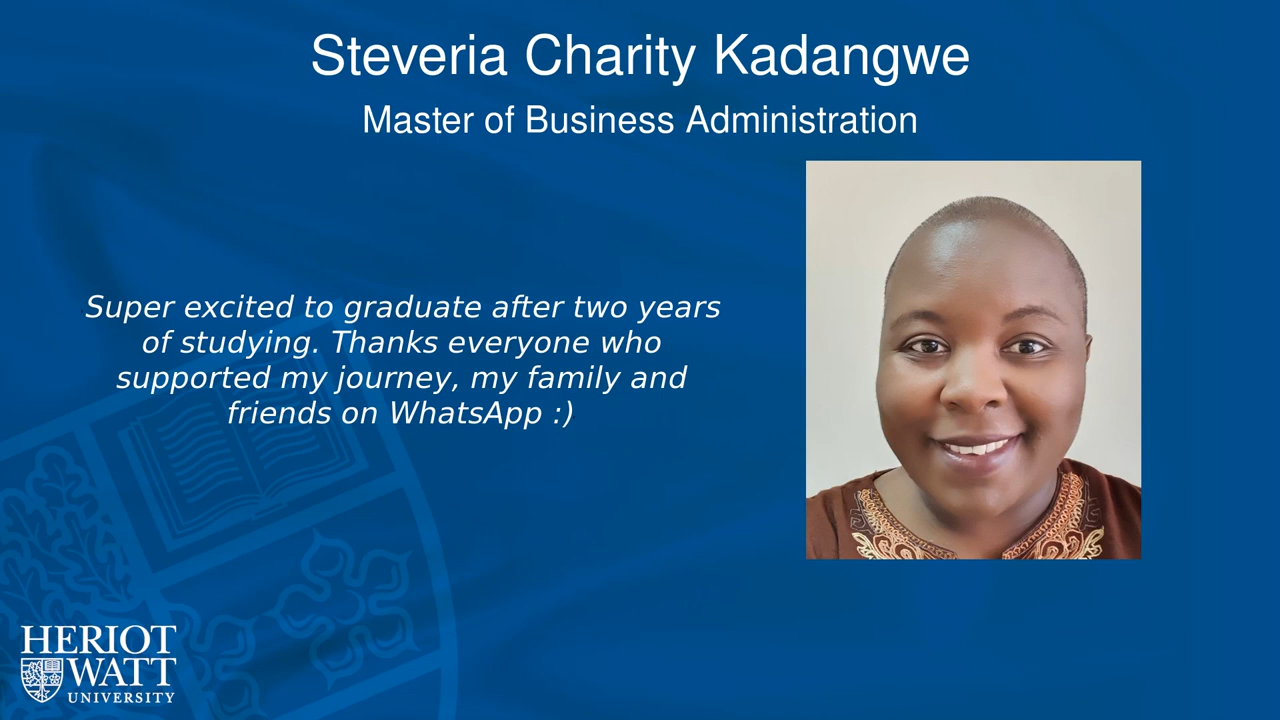 Steveria Charity Kadangwe
Master of Business Administration
Super excited to graduate after two years
of studying. Thanks everyone who
supported my journey, my family and
friends on WhatsApp :)
HERIOT
WATT
UNIVERSITY